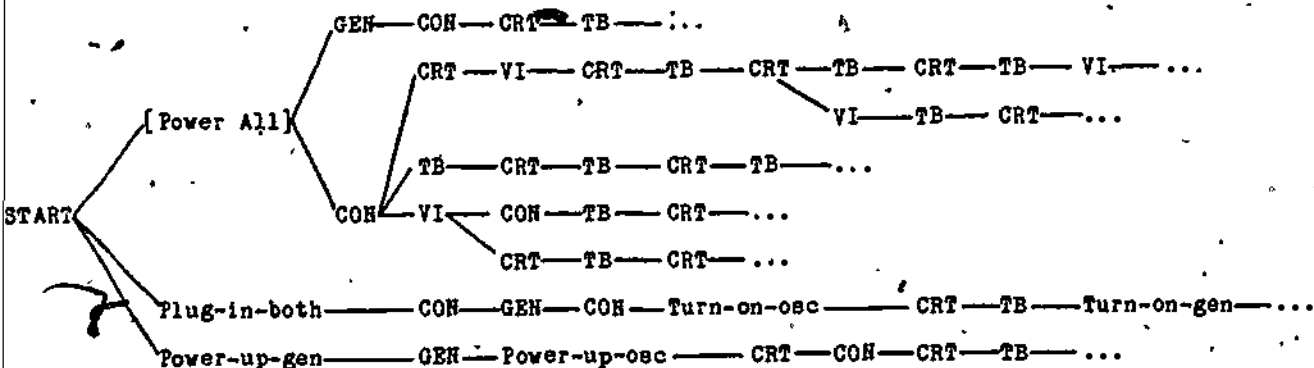 GEN—CON—CRT—TB—...
CRT—VI—CRT—TB—CRT—TB—CRT—TB—VI—...
[Power All]
VI—TB—CRT—...
TB—CRT—TB—CRT—TB—...
START
CON—VI—CON—TB—CRT—...
CRT—TB—CRT—...
Plug-in-both—CON—GEN—CON—Turn-on-osc—CRT—TB—Turn-on-gen—...
Power-up-gen—GEN—Power-up-osc—CRT—CON—CRT—TB—...